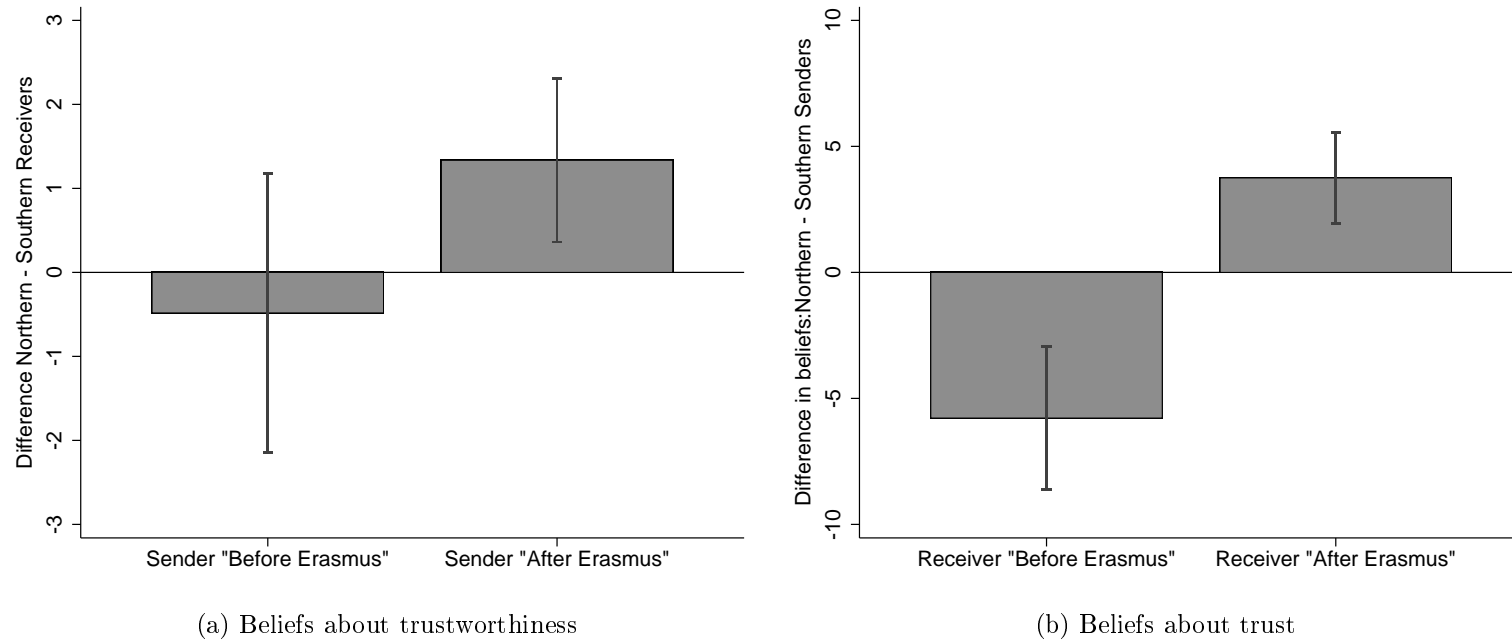 Difference Northern - Southern Receivers
3
2
1
0
-1
-2
-3
Sender "Before Erasmus"
Sender "After Erasmus"
(a) Beliefs about trustworthiness
Difference in beliefs:Northern - Southern Senders
10
5
0
-5
-10
Receiver "Before Erasmus"
Receiver "After Erasmus"
(b) Beliefs about trust